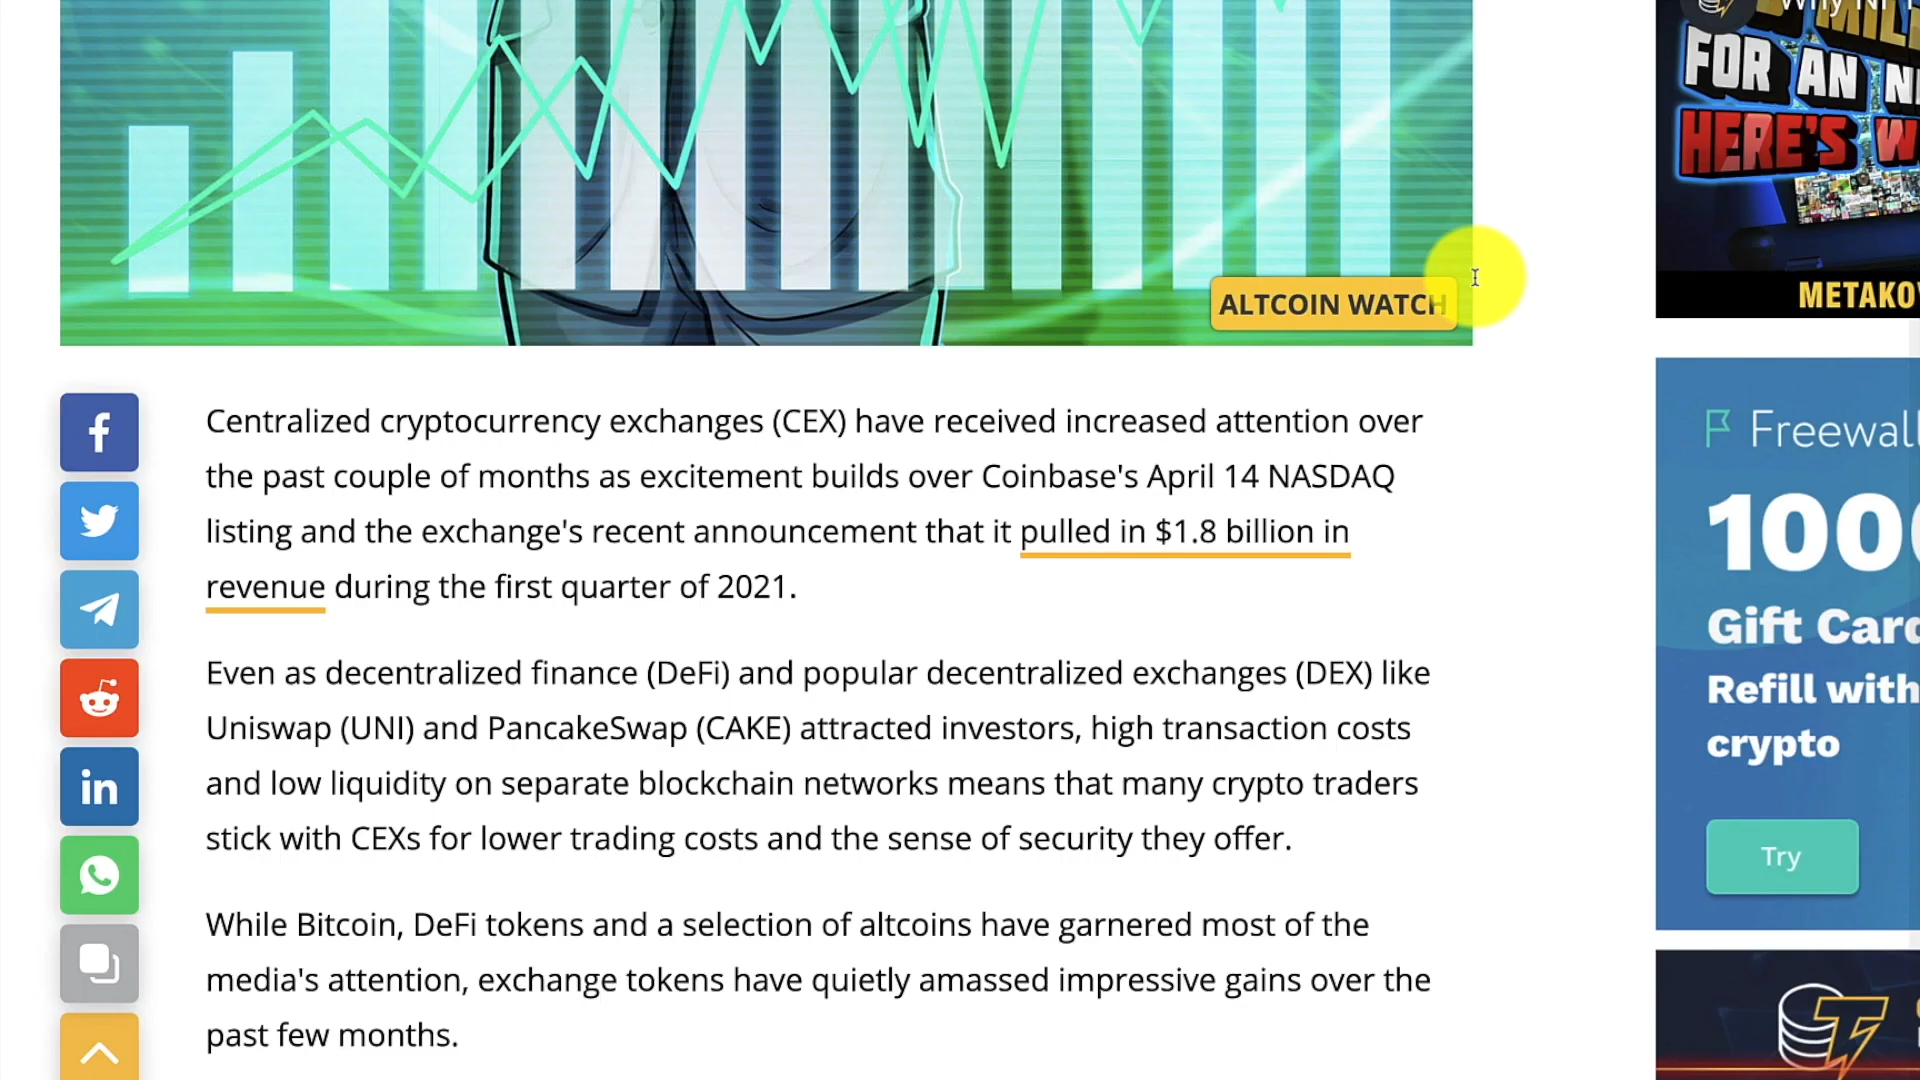 FOR AN
HERE'S
METAKO
ALTCOIN WATCH
Centralized cryptocurrency exchanges (CEX) have received increased attention over
the past couple of months as excitement builds over Coinbase's April 14 NASDAQ
listing and the exchange's recent announcement that it pulled in $1.8 billion in
revenue during the first quarter of 2021.
Even as decentralized finance (DeFi) and popular decentralized exchanges (DEX) like
Uniswap (UNI) and PancakeSwap (CAKE) attracted investors, high transaction costs
and low liquidity on separate blockchain networks means that many crypto traders
stick with CEXs for lower trading costs and the sense of security they offer.
While Bitcoin, DeFi tokens and a selection of altcoins have garnered most of the
media's attention, exchange tokens have quietly amassed impressive gains over the
past few months.
Freewall
100
Gift Card
Refill with
crypto
Try